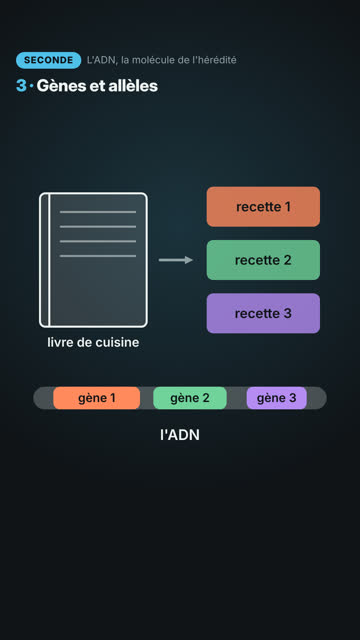 SECONDE L'ADN, la molécule de l'hérédité
3 · Gènes et allèles
recette 1
recette 2
recette 3
livre de cuisine
gène 1 gène 2 gène 3
l'ADN